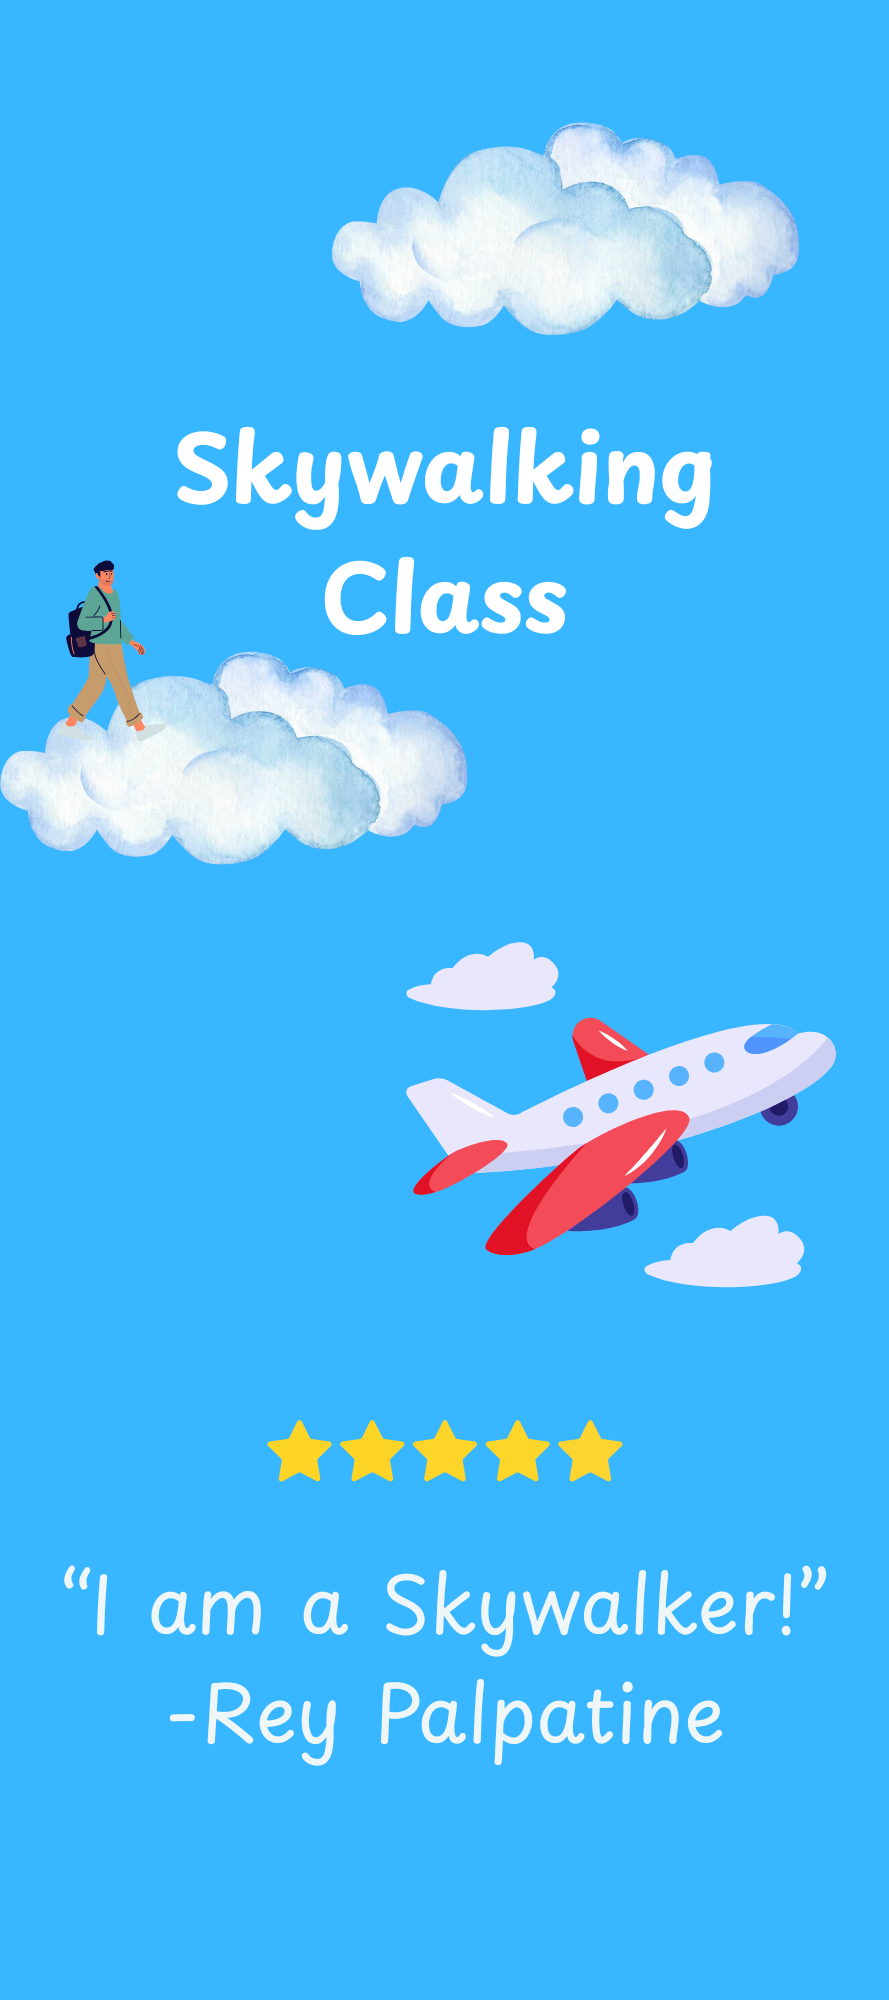 Skywalking
Class
“I am a Skywalker!”
-Rey Palpatine